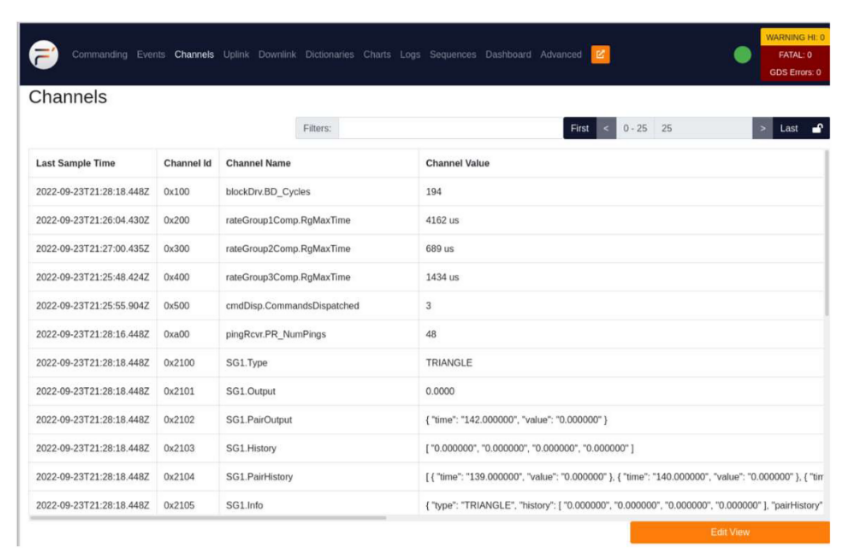 Commanding Events Channels Uplink Downlink Dictionaries Charts Logs Sequences Dashboard Advanced
WARNING HI: 0
FATAL: 0
GDS Errors: 0
Channels
Filters: First < 0 - 25 25 > Last
Last Sample Time Channel Id Channel Name Channel Value
2022-09-23T21:28:18.448Z 0x100 blockDrv.BD_Cycles 194
2022-09-23T21:26:04.430Z 0x200 rateGroup1Comp.RgMaxTime 4162 us
2022-09-23T21:27:00.435Z 0x300 rateGroup2Comp.RgMaxTime 689 us
2022-09-23T21:25:48.424Z 0x400 rateGroup3Comp.RgMaxTime 1434 us
2022-09-23T21:25:55.904Z 0x500 cmdDisp.CommandsDispatched 3
2022-09-23T21:28:16.448Z 0xa00 pingRcvr.PR_NumPings 48
2022-09-23T21:28:18.448Z 0x2100 SG1.Type TRIANGLE
2022-09-23T21:28:18.448Z 0x2101 SG1.Output 0.0000
2022-09-23T21:28:18.448Z 0x2102 SG1.PairOutput { "time": "142.000000", "value": "0.000000" }
2022-09-23T21:28:18.448Z 0x2103 SG1.History [ "0.000000", "0.000000", "0.000000", "0.000000" ]
2022-09-23T21:28:18.448Z 0x2104 SG1.PairHistory [ { "time": "139.000000", "value": "0.000000" }, { "time": "140.000000", "value": "0.000000" }, { "tim
2022-09-23T21:28:18.448Z 0x2105 SG1.Info { "type": "TRIANGLE", "history": [ "0.000000", "0.000000", "0.000000", "0.000000" ], "pairHistory"
Edit View